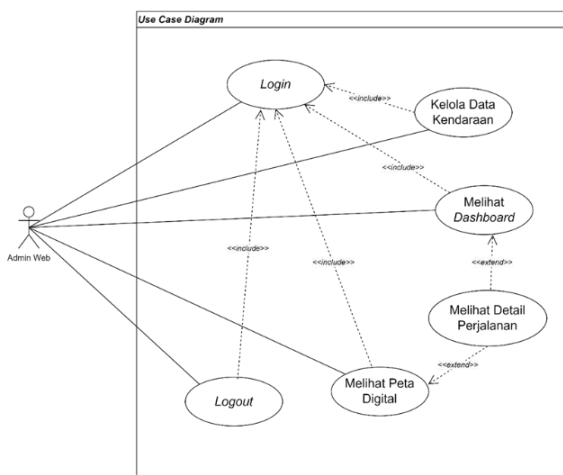 Use Case Diagram
Login
<<include>>
Kelola Data
Kendaraan
<<include>>
Melihat
Dashboard
Admin Web
<<include>>
<<include>>
<<extend>>
Melihat Detail
Perjalanan
<<extend>>
Melihat Peta
Digital
Logout